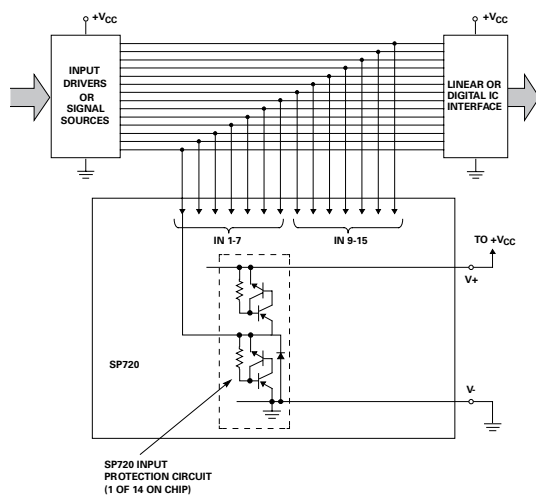 +VCC
+VCC
INPUT
DRIVERS
OR
SIGNAL
SOURCES
LINEAR OR
DIGITAL IC
INTERFACE
IN 1-7
IN 9-15
TO +VCC
V+
SP720
V-
SP720 INPUT
PROTECTION CIRCUIT
(1 OF 14 ON CHIP)